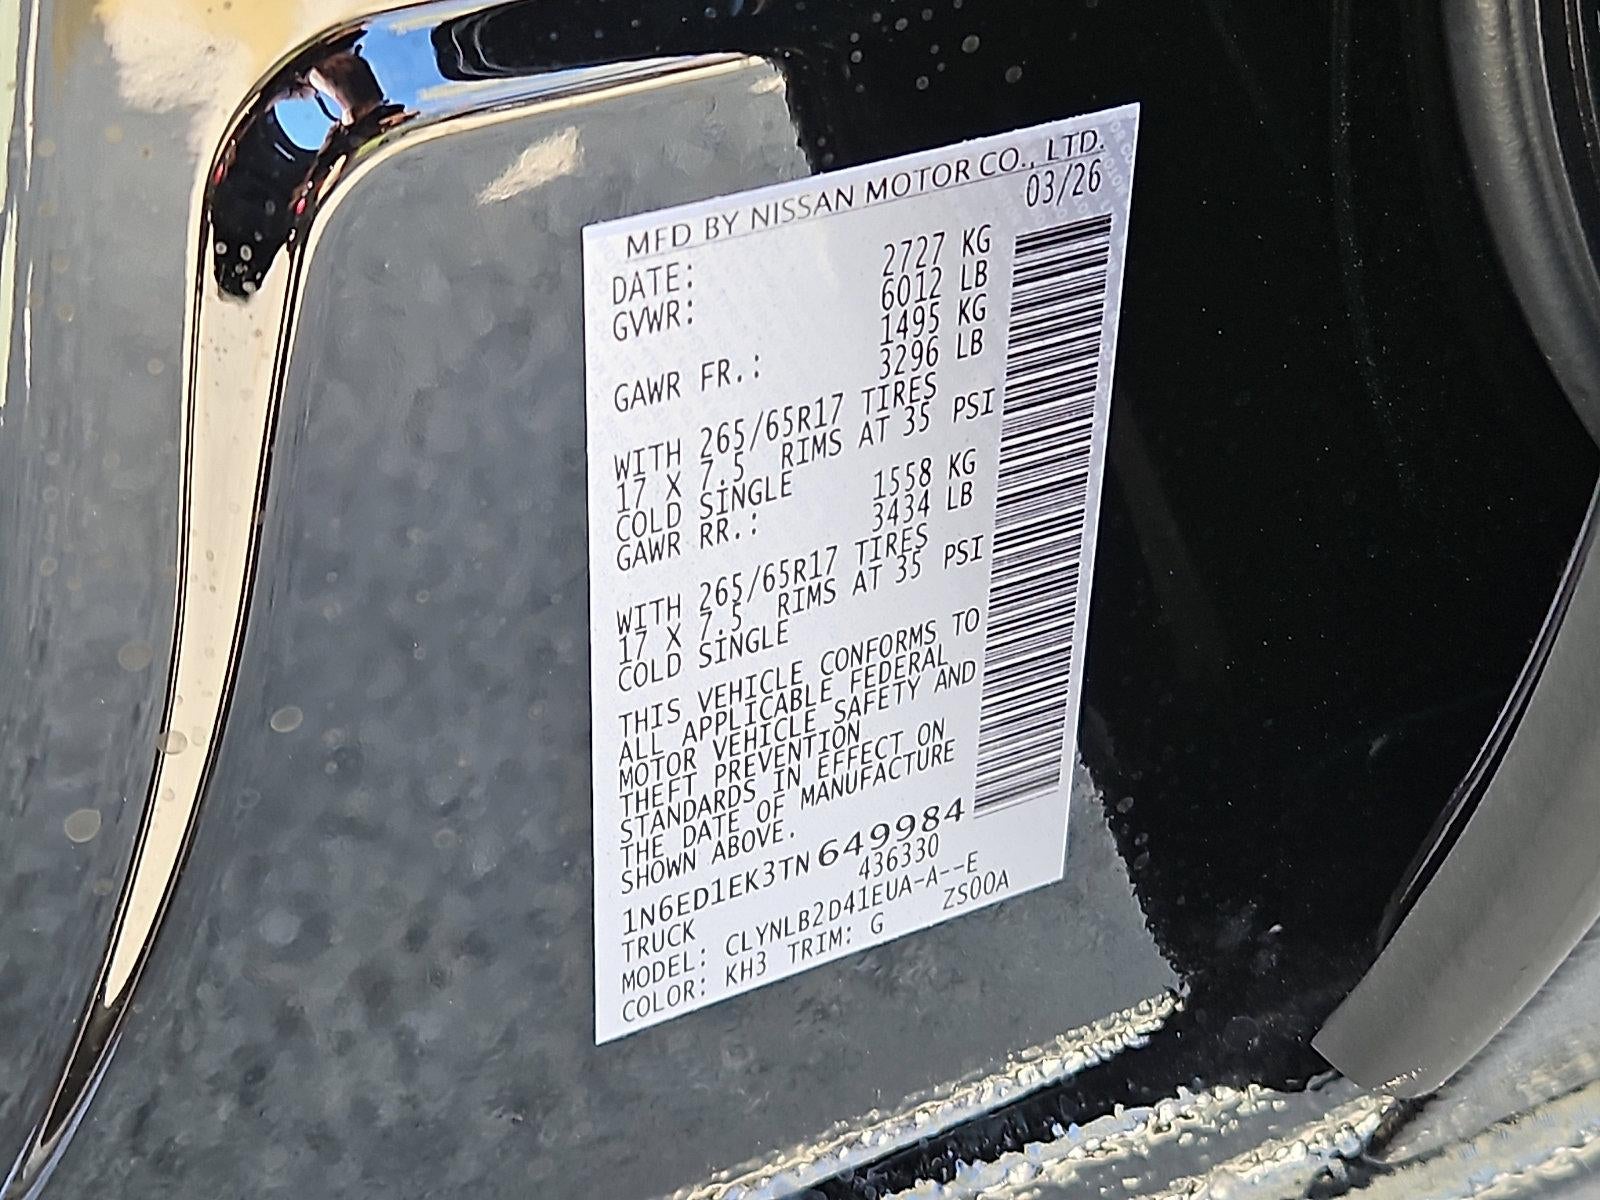 MFD BY NISSAN MOTOR CO., LTD.
DATE: 03/26
GVWR: 2727 KG
6012 LB
GAWR FR.: 1495 KG
3296 LB
WITH 265/65R17 TIRES
17 X 7.5 RIMS AT 35 PSI
COLD SINGLE
GAWR RR.: 1558 KG
3434 LB
WITH 265/65R17 TIRES
17 X 7.5 RIMS AT 35 PSI
COLD SINGLE
THIS VEHICLE CONFORMS TO
ALL APPLICABLE FEDERAL
MOTOR VEHICLE SAFETY AND
THEFT PREVENTION
STANDARDS IN EFFECT ON
THE DATE OF MANUFACTURE
SHOWN ABOVE.
1N6ED1EK3TN649984
TRUCK 436330
MODEL: CLYNLB2D41EUA-A--E
COLOR: KH3 TRIM: G ZS00A